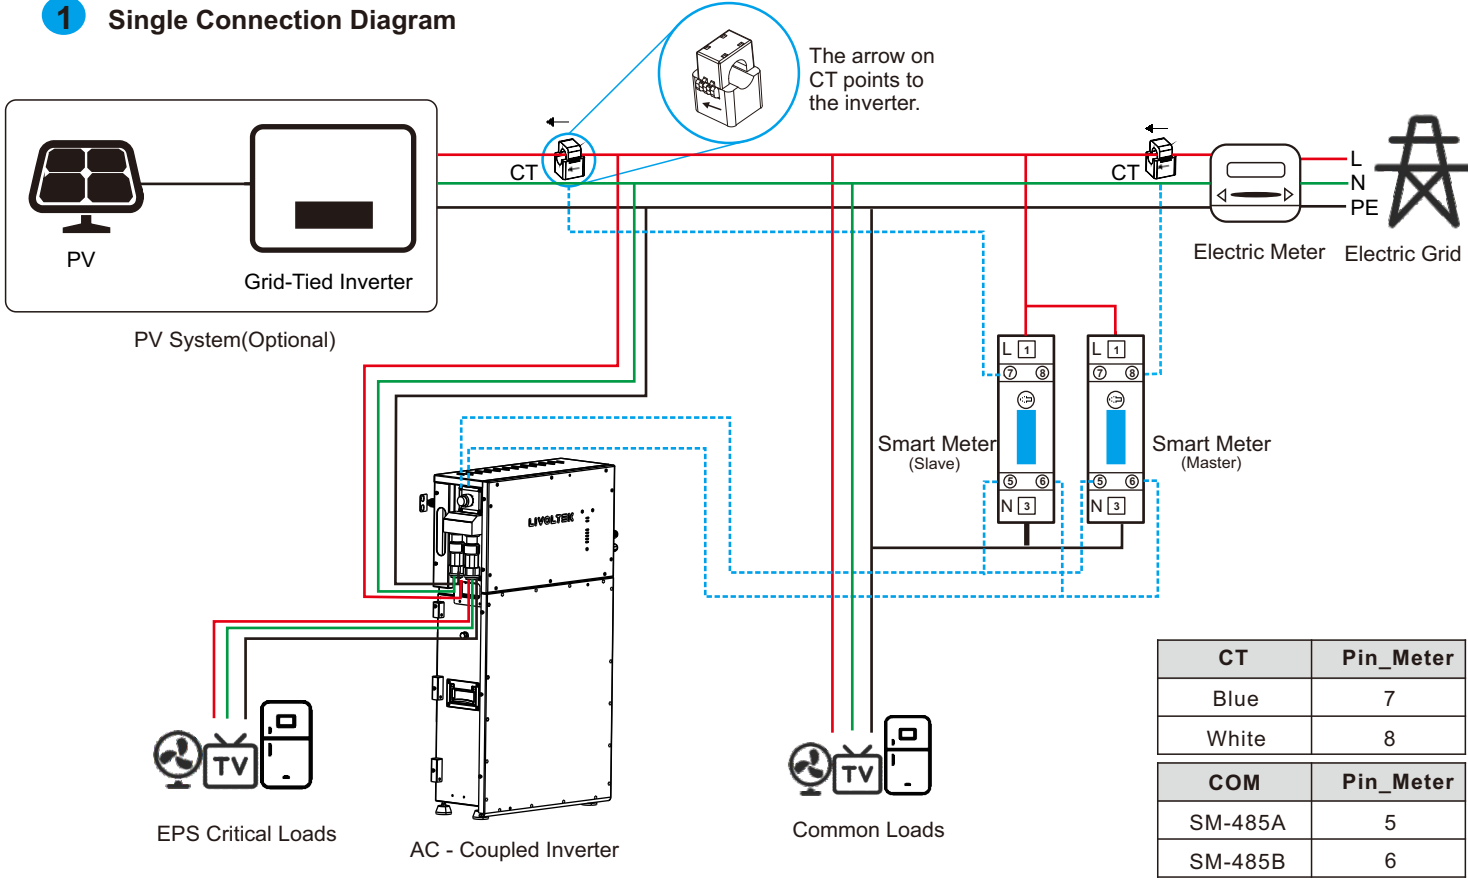 1 Single Connection Diagram
The arrow on
CT points to
the inverter.
CT
CT
L
N
PE
PV
Grid-Tied Inverter
Electric Meter
Electric Grid
PV System(Optional)
L 1
7 8
L 1
7 8
Smart Meter
(Slave)
Smart Meter
(Master)
5 6
N 3
5 6
N 3
LIVOLTEK
TV
TV
EPS Critical Loads
AC - Coupled Inverter
Common Loads
CT Pin_Meter
Blue 7
White 8
COM Pin_Meter
SM-485A 5
SM-485B 6